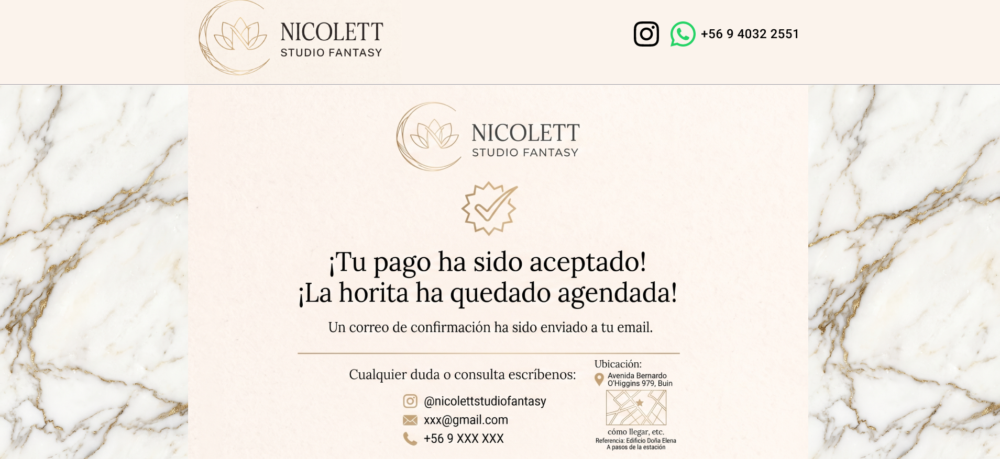 NICOLETT
STUDIO FANTASY
+56 9 4032 2551
NICOLETT
STUDIO FANTASY
¡Tu pago ha sido aceptado!
¡La horita ha quedado agendada!
Un correo de confirmación ha sido enviado a tu email.
Cualquier duda o consulta escríbenos:
@nicolettstudiofantasy
xxx@gmail.com
+56 9 XXX XXX
Ubicación:
Avenida Bernardo
O'Higgins 979, Buin
cómo llegar, etc.
Referencia: Edificio Doña Elena
A pasos de la estación